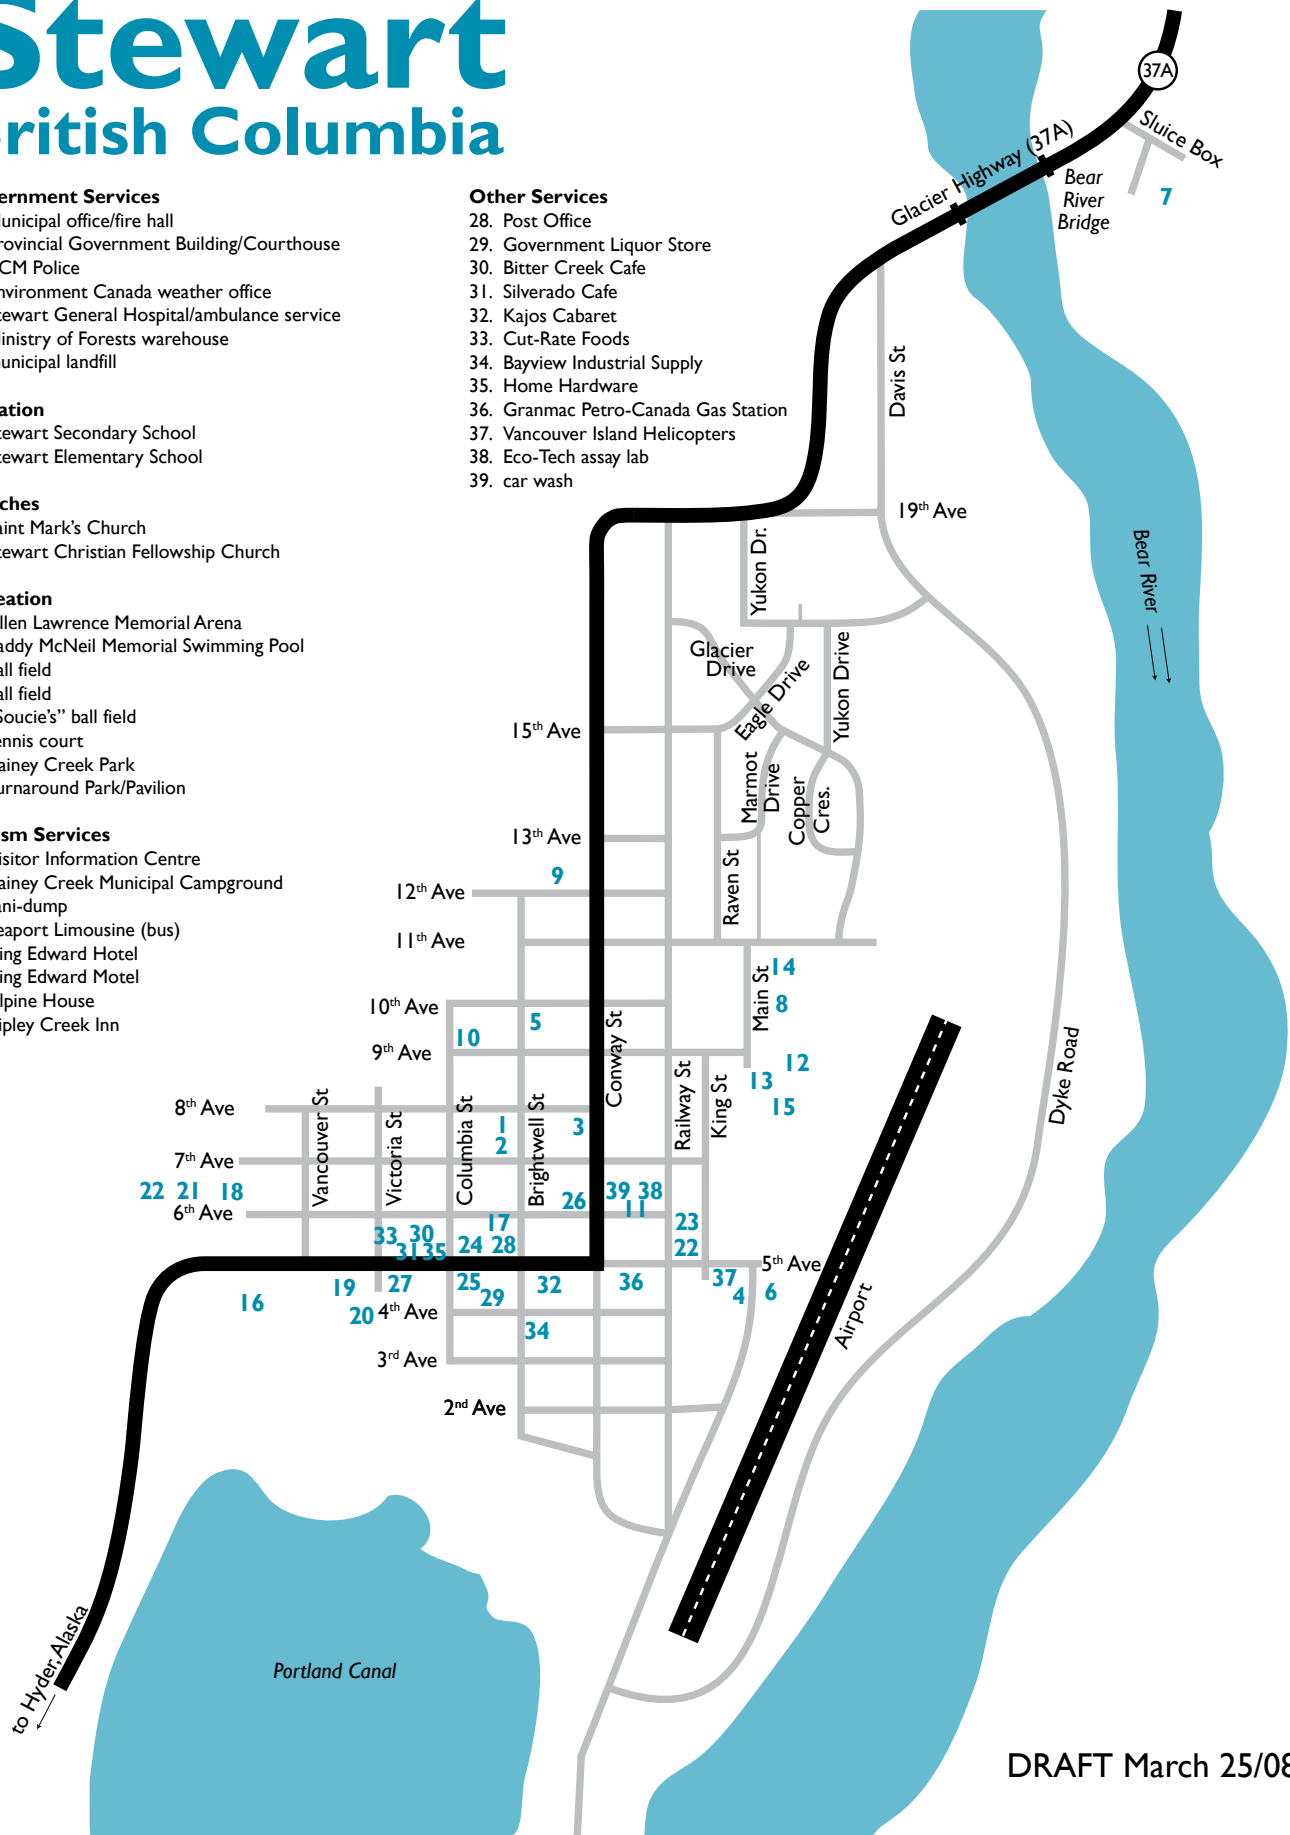 Stewart
British Columbia
ernment Services
unicipal office/fire hall
rovincial Government Building/Courthouse
CM Police
nvironment Canada weather office
tewart General Hospital/ambulance service
inistry of Forests warehouse
unicipal landfill
ation
tewart Secondary School
tewart Elementary School
ches
aint Mark's Church
tewart Christian Fellowship Church
eation
llen Lawrence Memorial Arena
addy McNeil Memorial Swimming Pool
all field
all field
Soucie's" ball field
ennis court
ainey Creek Park
urnaround Park/Pavilion
sm Services
isitor Information Centre
ainey Creek Municipal Campground
ani-dump
eaport Limousine (bus)
ing Edward Hotel
ing Edward Motel
lpine House
ipley Creek Inn
Other Services
28. Post Office
29. Government Liquor Store
30. Bitter Creek Cafe
31. Silverado Cafe
32. Kajos Cabaret
33. Cut-Rate Foods
34. Bayview Industrial Supply
35. Home Hardware
36. Granmac Petro-Canada Gas Station
37. Vancouver Island Helicopters
38. Eco-Tech assay lab
39. car wash
37A
Sluice Box
Glacier Highway (37A)
Bear
River
Bridge
7
Davis St
19th Ave
Yukon Dr.
Bear River
Glacier
Drive
Eagle Drive
Yukon Drive
15th Ave
Marmot
Drive
Copper
Cres.
13th Ave
9
12th Ave
Raven St
11th Ave
14
Main St
8
10th Ave
5
10
Conway St
9th Ave
12
13
15
Railway St
King St
Dyke Road
8th Ave
Vancouver St
Victoria St
Columbia St
Brightwell St
1
2
3
7th Ave
22 21 18
26
39 38
11
6th Ave
17
23
33 30
31 35
24 28
22
5th Ave
16
19
27
25
29
32
36
37
4
6
20
4th Ave
34
Airport
3rd Ave
2nd Ave
to Hyder, Alaska
Portland Canal
DRAFT March 25/08